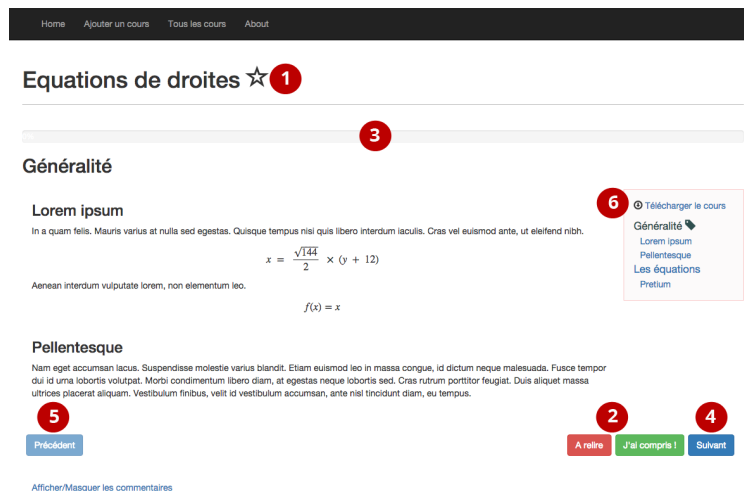 Home Ajouter un cours Tous les cours About
Equations de droites ☆ 1
3
Généralité
6
Télécharger le cours
Généralité
Lorem ipsum
Pellentesque
Les équations
Pretium
Lorem ipsum
In a quam felis. Mauris varius at nulla sed egestas. Quisque tempus nisi quis libero interdum iaculis. Cras vel euismod ante, ut eleifend nibh.
x = √144 / 2 × (y + 12)
Aenean interdum vulputate lorem, non elementum leo.
f(x) = x
Pellentesque
Nam eget accumsan lacus. Suspendisse molestie varius blandit. Etiam euismod leo in massa congue, id dictum neque malesuada. Fusce tempor
dui id urna lobortis volutpat. Morbi condimentum libero diam, at egestas neque lobortis sed. Cras rutrum porttitor feugiat. Duis aliquet massa
ultrices placerat aliquam. Vestibulum finibus, velit id vestibulum accumsan, ante nisl tincidunt diam, eu tempus.
5 2 4
Précédent A relire J'ai compris ! Suivant
Afficher/Masquer les commentaires